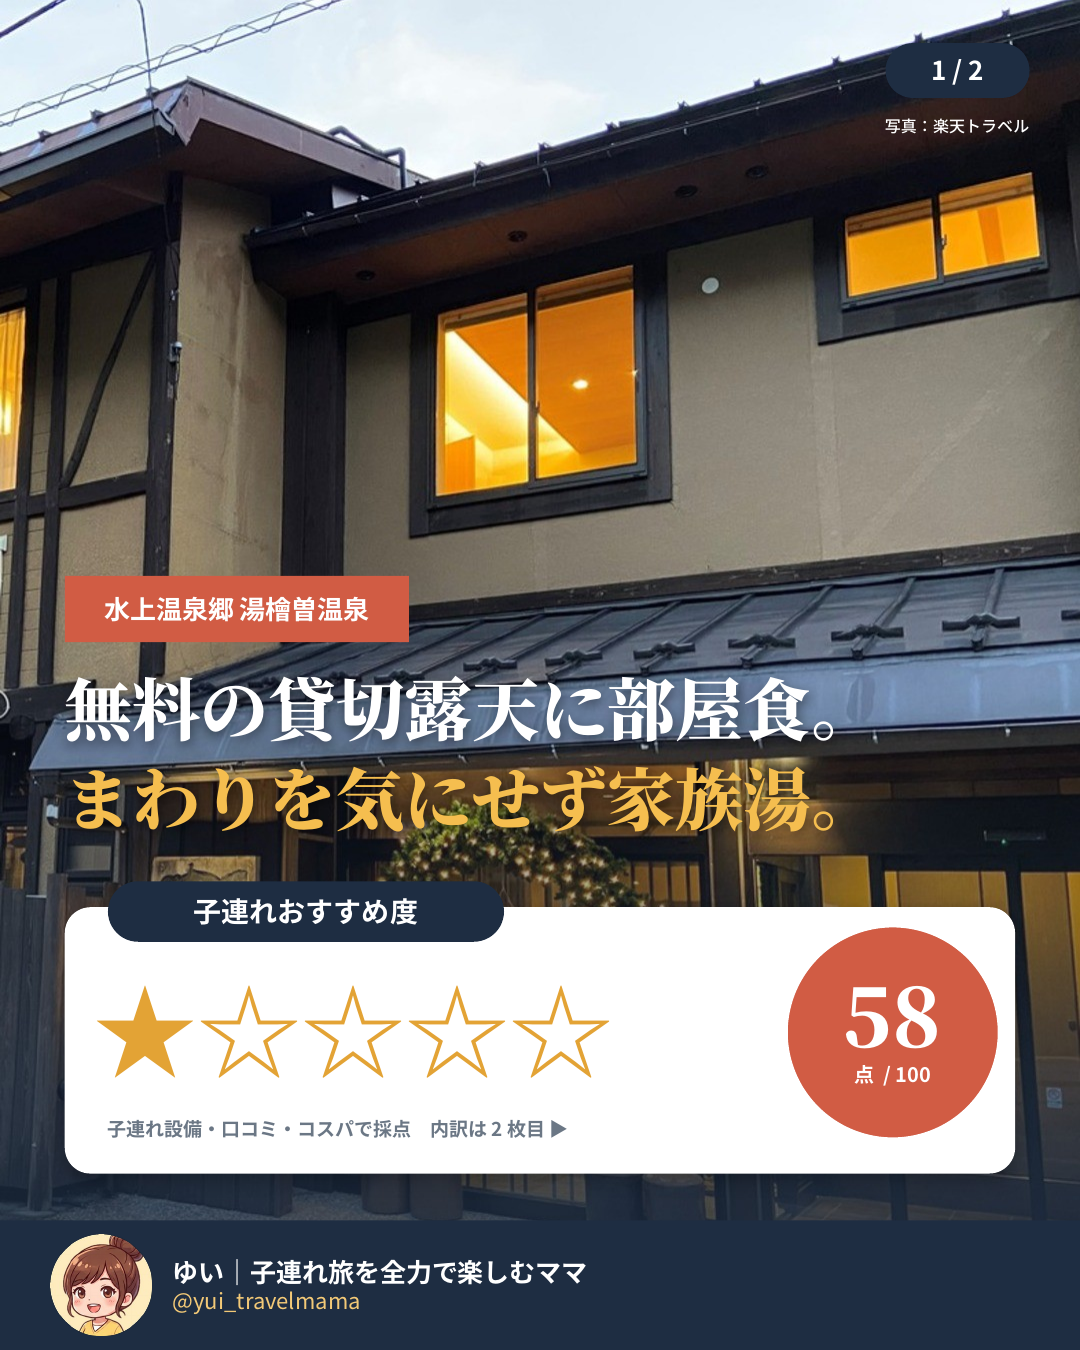 1 / 2
写真：楽天トラベル
水上温泉郷 湯檜曽温泉
無料の貸切露天に部屋食。
まわりを気にせず家族湯。
子連れおすすめ度
58
点 / 100
子連れ設備・口コミ・コスパで採点　内訳は 2 枚目 ▶
ゆい｜子連れ旅を全力で楽しむママ
@yui_travelmama